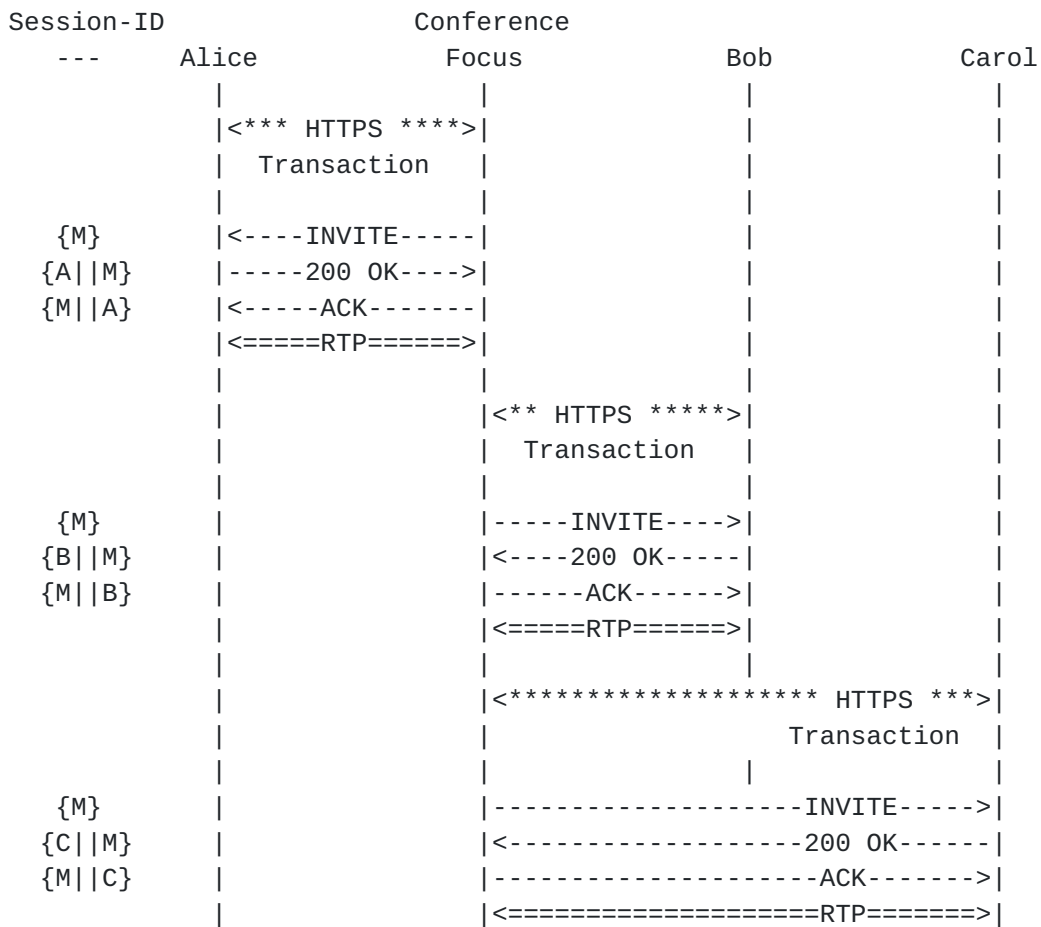 Session-ID                Conference
   ---     Alice            Focus             Bob            Carol
              |                |                |               |
              |<*** HTTPS ****>|                |               |
              |  Transaction   |                |               |
              |                |                |               |
   {M}        |<----INVITE-----|                |               |
  {A||M}      |-----200 OK---->|                |               |
  {M||A}      |<-----ACK-------|                |               |
              |<=====RTP======>|                |               |
              |                |                |               |
              |                |<** HTTPS *****>|               |
              |                |  Transaction   |               |
              |                |                |               |
   {M}        |                |-----INVITE---->|               |
  {B||M}      |                |<----200 OK-----|               |
  {M||B}      |                |------ACK------>|               |
              |                |<=====RTP======>|               |
              |                |                |               |
              |                |<******************** HTTPS ***>|
              |                |                   Transaction  |
              |                |                |               |
   {M}        |                |--------------------INVITE----->|
  {C||M}      |                |<-------------------200 OK------|
  {M||C}      |                |---------------------ACK------->|
              |                |<====================RTP=======>|